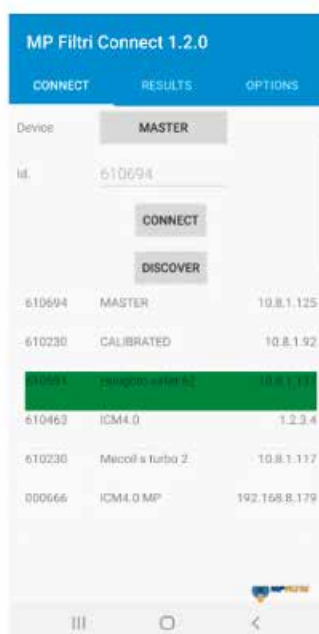 MP Filtri Connect 1.2.0
CONNECT RESULTS OPTIONS
Device MASTER
Id. 610694
CONNECT
DISCOVER
610694 MASTER 10.8.1.125
610230 CALIBRATED 10.8.1.92
610463 ICM4.0 1.2.3.4
610230 Mecoil s turbo 2 10.8.1.117
000666 ICM4.0 MP 192.168.8.179
MP FILTRI